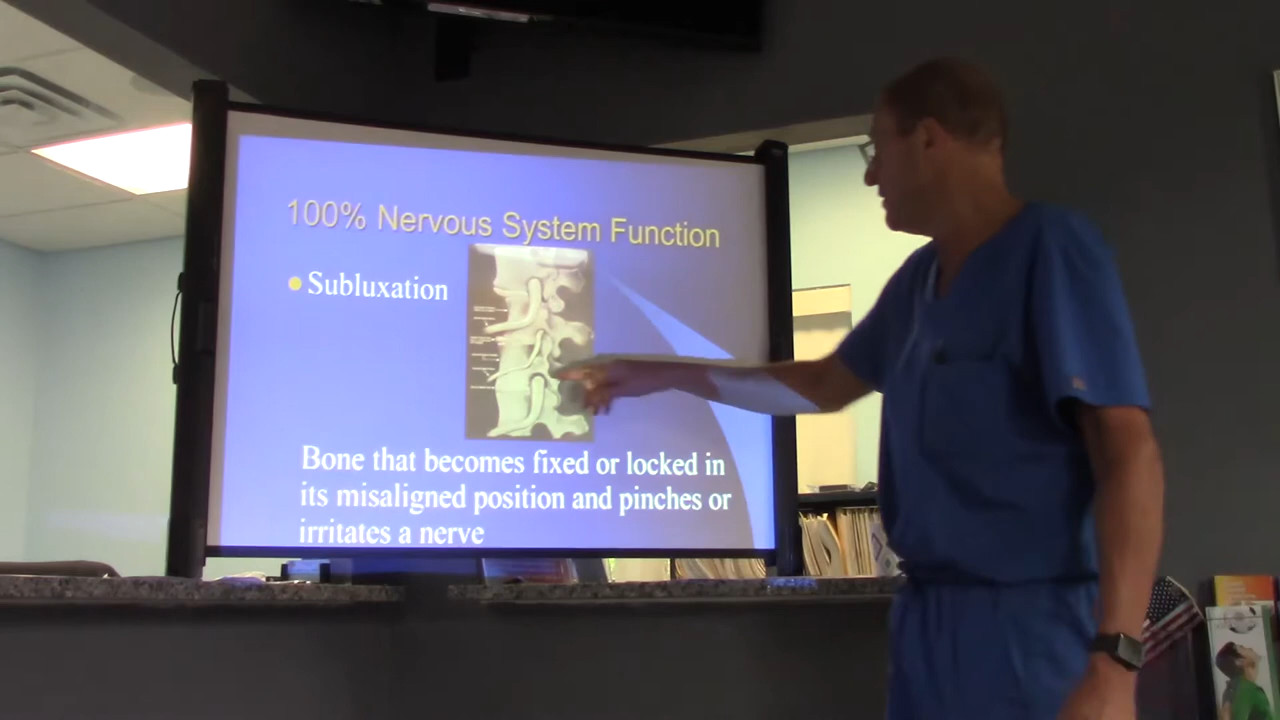 100% Nervous System Function
Subluxation
Bone that becomes fixed or locked in
its misaligned position and pinches or
irritates a nerve